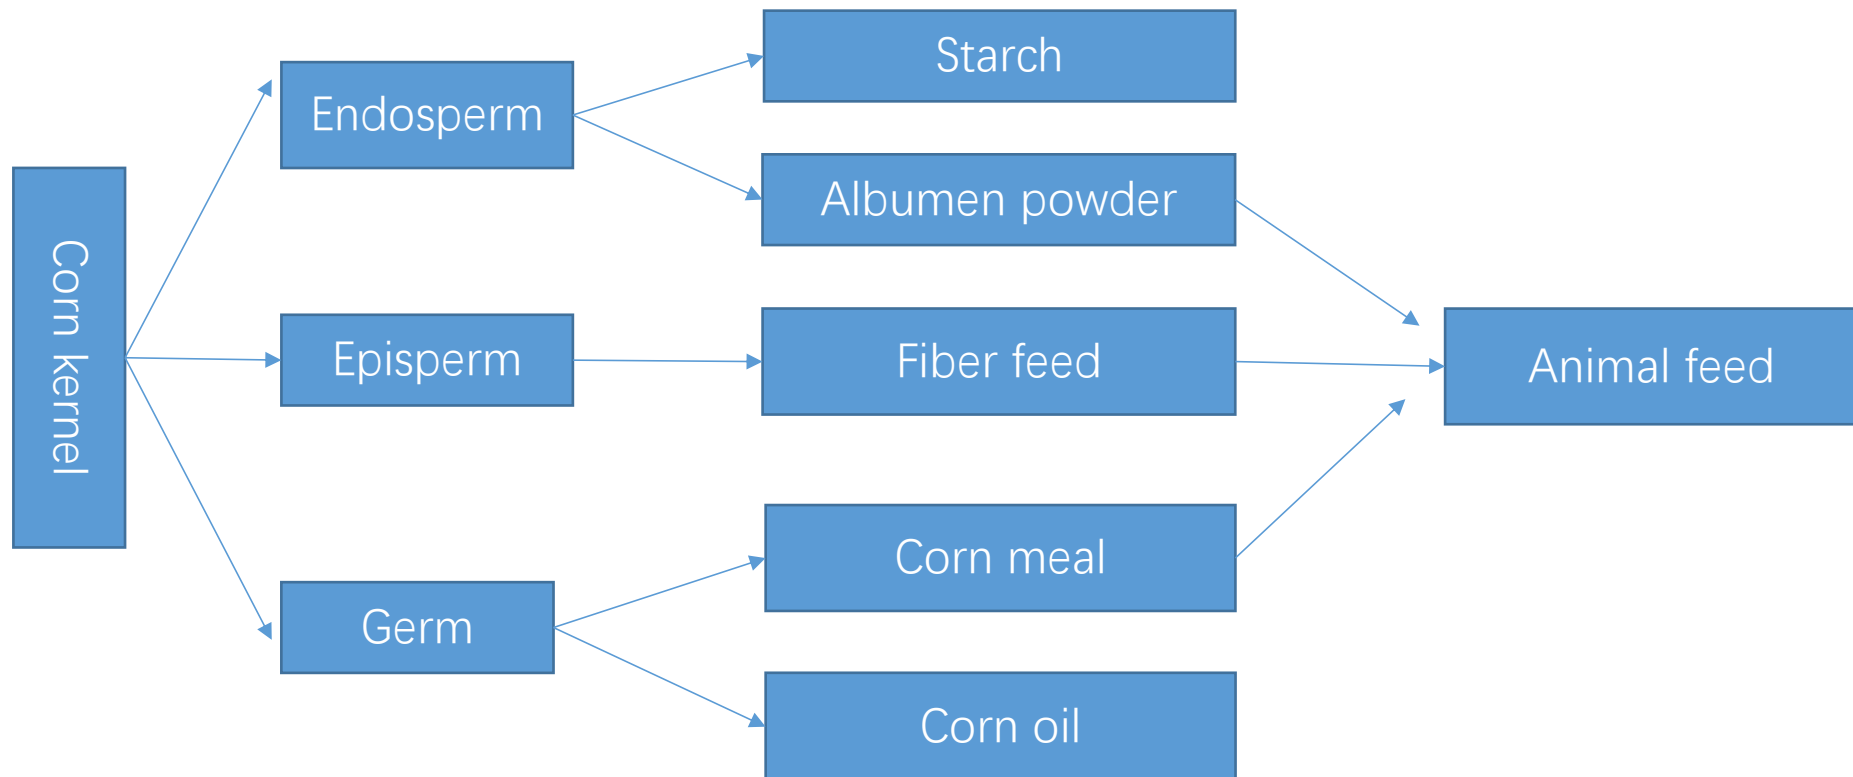 Corn kernel
Endosperm
Episperm
Germ
Starch
Albumen powder
Fiber feed
Corn meal
Corn oil
Animal feed